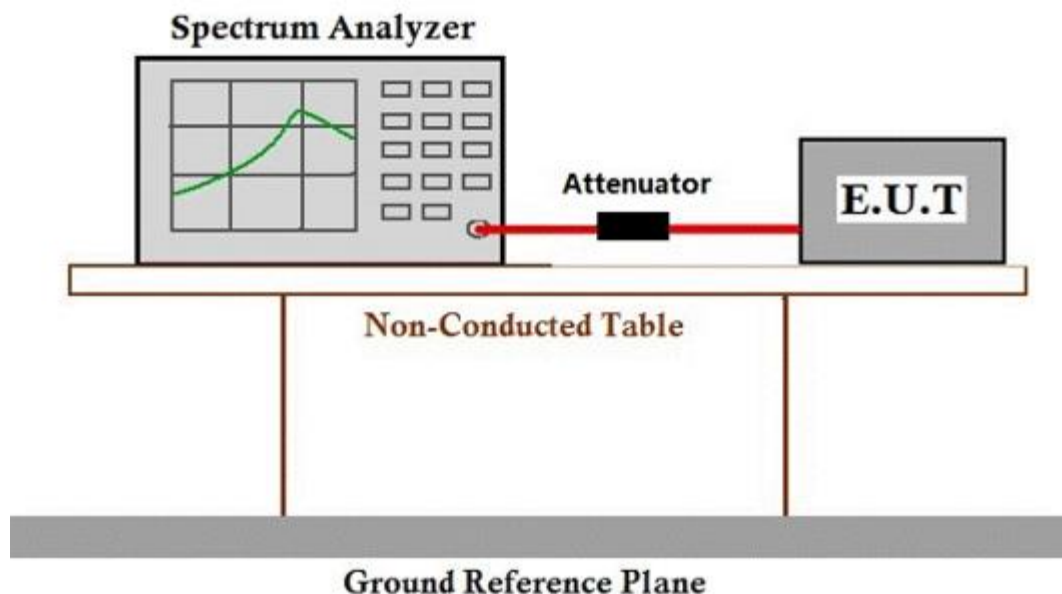 Spectrum Analyzer
Attenuator
E.U.T
Non-Conducted Table
Ground Reference Plane